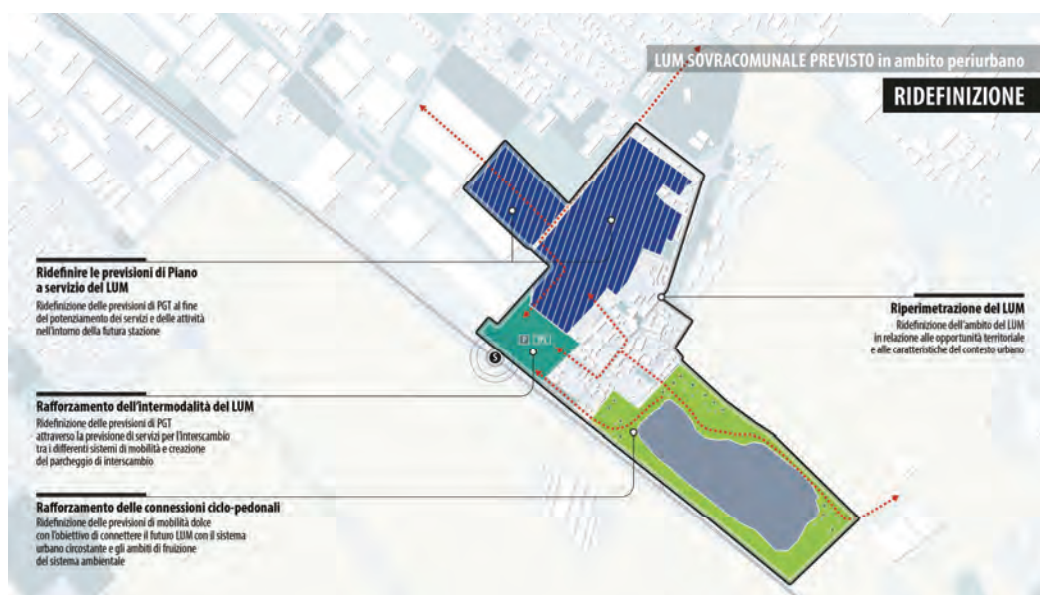 LUM SOVRACOMUNALE PREVISTO in ambito periurbano
RIDEFINIZIONE
Ridefinire le previsioni di Piano
a servizio del LUM
Ridefinizione delle previsioni di PGT al fine
del potenziamento dei servizi e delle attività
nell'intorno della futura stazione
Riperimetrazione del LUM
Ridefinizione dell'ambito del LUM
in relazione alle opportunità territoriale
e alle caratteristiche del contesto urbano
P
S
Rafforzamento dell'intermodalità del LUM
Ridefinizione delle previsioni di PGT
attraverso la previsione di servizi per l'interscambio
tra i differenti sistemi di mobilità e creazione
del parcheggio di interscambio
Rafforzamento delle connessioni ciclo-pedonali
Ridefinizione delle previsioni di mobilità dolce
con l'obiettivo di connettere il futuro LUM con il sistema
urbano circostante e gli ambiti di fruizione
del sistema ambientale